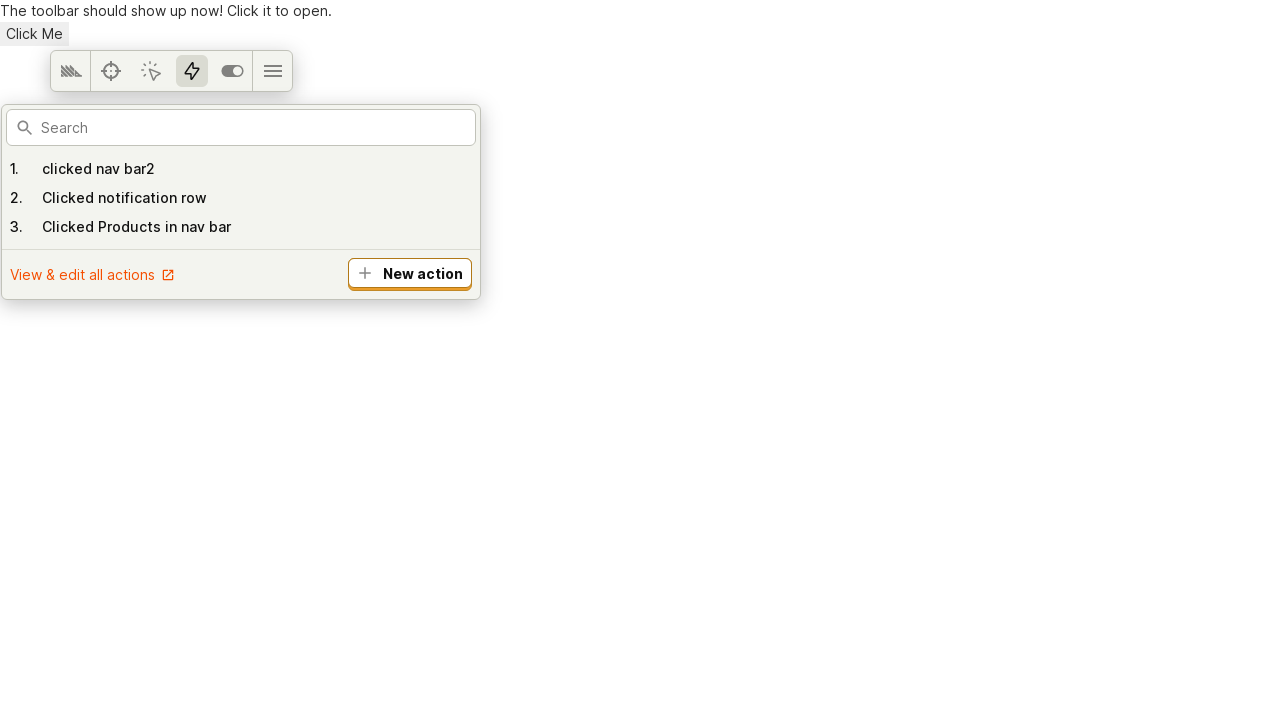 The toolbar should show up now! Click it to open.
Click Me
Search
1. clicked nav bar2
2. Clicked notification row
3. Clicked Products in nav bar
View & edit all actions
New action